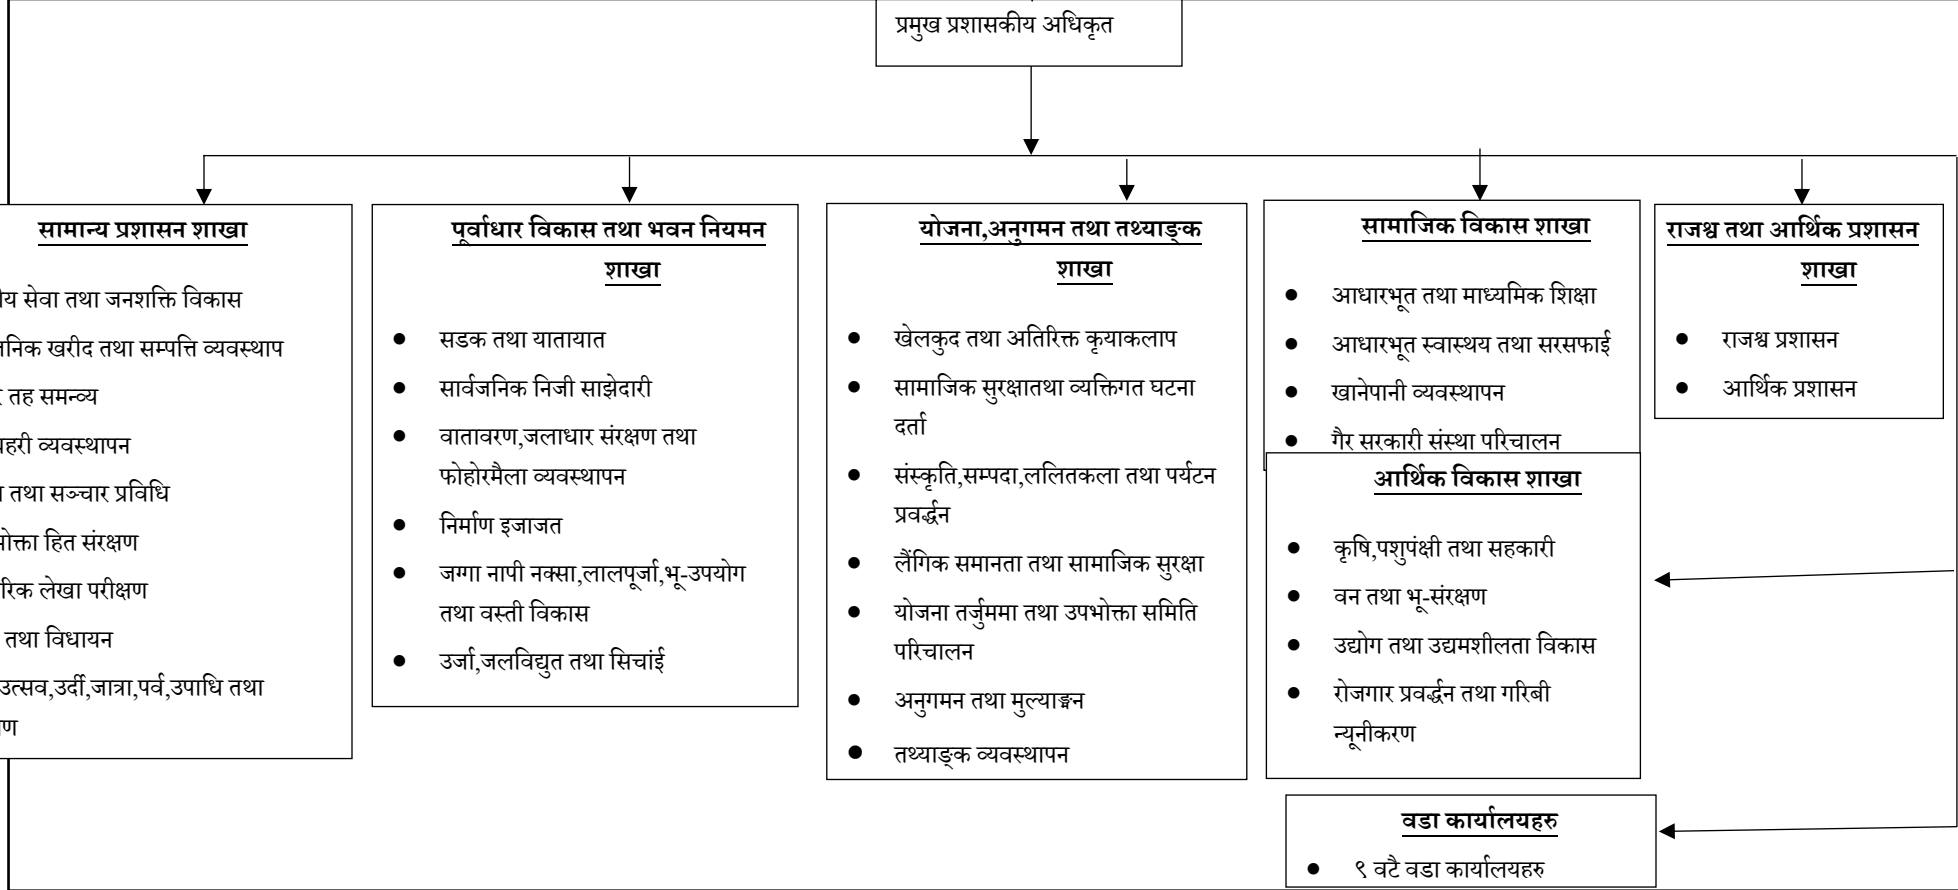 प्रमुख प्रशासकीय अधिकृत
सामान्य प्रशासन शाखा
सेवा तथा जनशक्ति विकास
खरीद तथा सम्पत्ति व्यवस्थाप
तह समन्व्य
व्यवस्थापन
तथा सञ्चार प्रविधि
हित संरक्षण
लेखा परीक्षण
तथा विधायन
उत्सव,उर्दी,जात्रा,पर्व,उपाधि तथा
पूर्वाधार विकास तथा भवन नियमन
शाखा
● सडक तथा यातायात
● सार्वजनिक निजी साझेदारी
● वातावरण,जलाधार संरक्षण तथा
फोहोरमैला व्यवस्थापन
● निर्माण इजाजत
● जग्गा नापी नक्सा,लालपूर्जा,भू-उपयोग
तथा वस्ती विकास
● उर्जा,जलविद्युत तथा सिचांई
योजना,अनुगमन तथा तथ्याङ्क
शाखा
● खेलकुद तथा अतिरिक्त कृयाकलाप
● सामाजिक सुरक्षातथा व्यक्तिगत घटना
दर्ता
● संस्कृति,सम्पदा,ललितकला तथा पर्यटन
प्रवर्द्धन
● लैंगिक समानता तथा सामाजिक सुरक्षा
● योजना तर्जुममा तथा उपभोक्ता समिति
परिचालन
● अनुगमन तथा मुल्याङ्कन
● तथ्याङ्क व्यवस्थापन
सामाजिक विकास शाखा
● आधारभूत तथा माध्यमिक शिक्षा
● आधारभूत स्वास्थय तथा सरसफाई
● खानेपानी व्यवस्थापन
● गैर सरकारी संस्था परिचालन
आर्थिक विकास शाखा
● कृषि,पशुपंक्षी तथा सहकारी
● वन तथा भू-संरक्षण
● उद्योग तथा उद्यमशीलता विकास
● रोजगार प्रवर्द्धन तथा गरिबी
न्यूनीकरण
राजश्व तथा आर्थिक प्रशासन
शाखा
● राजश्व प्रशासन
● आर्थिक प्रशासन
वडा कार्यालयहरु
● ९ वटै वडा कार्यालयहरु